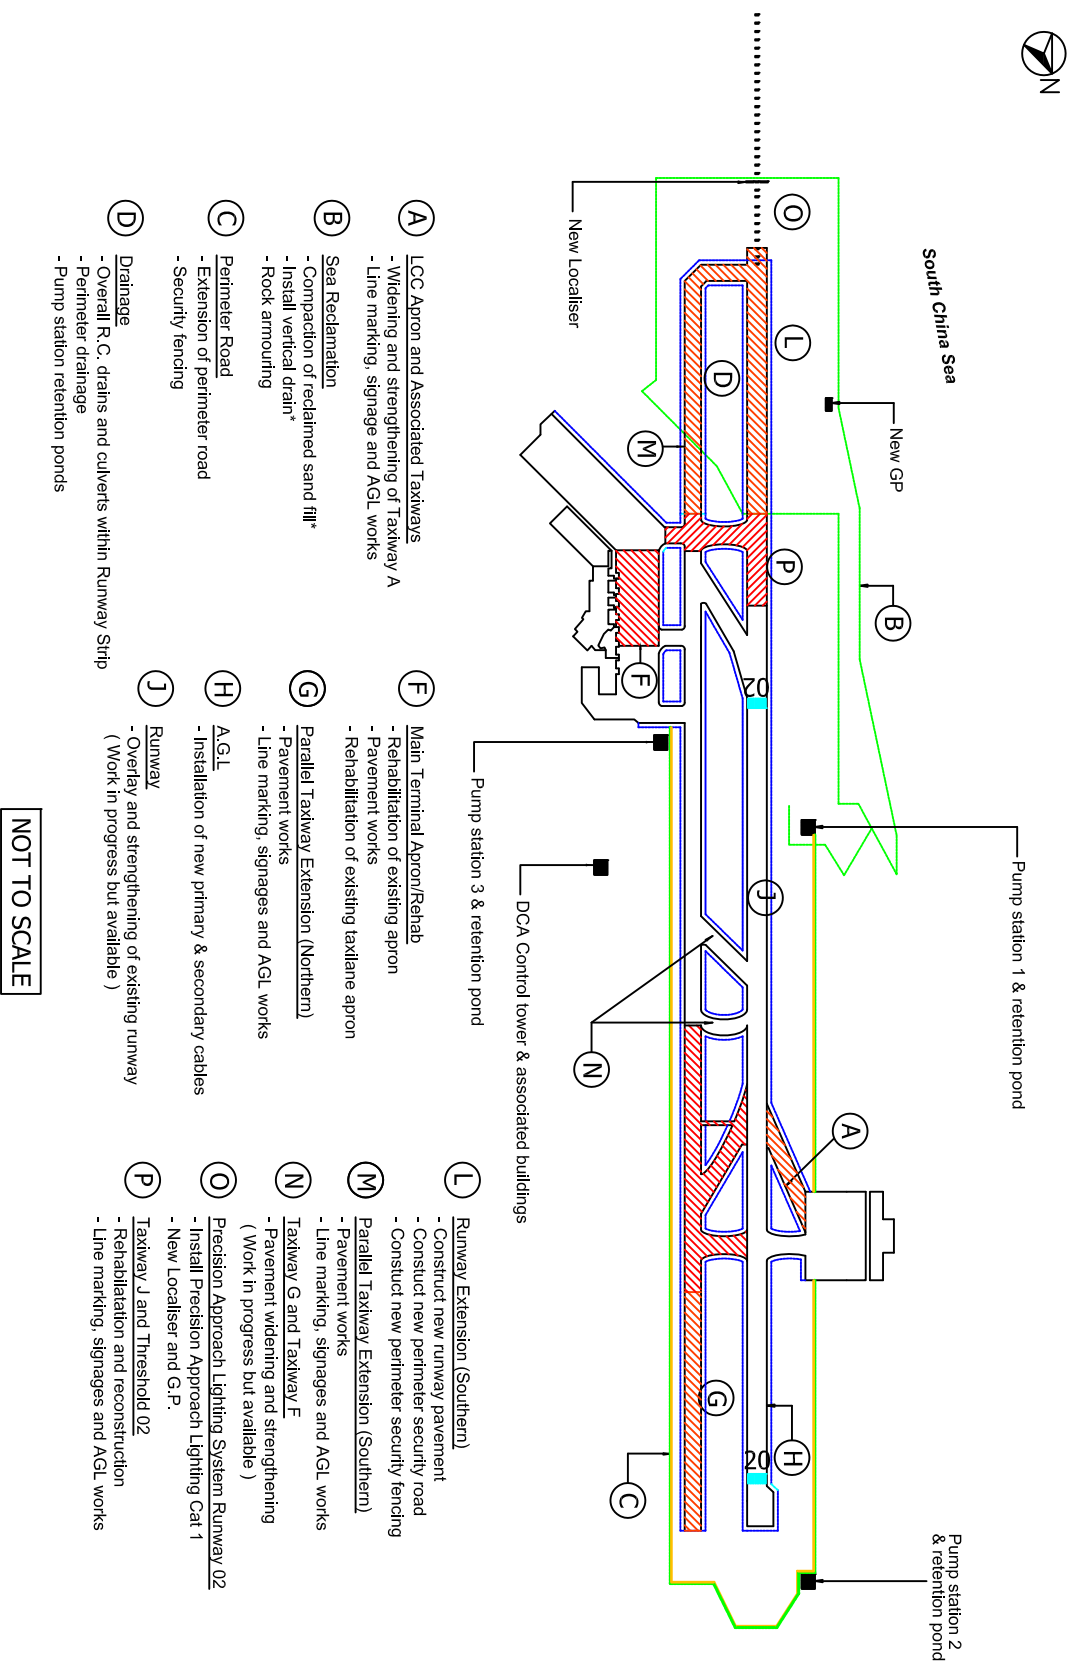 N
South China Sea
Pump station 1 & retention pond
Pump station 2
& retention pond
New GP
B
A
O
L
P
J
H
02
20
D
G
M
F
N
C
New Localiser
Pump station 3 & retention pond
DCA Control tower & associated buildings
A
LCC Apron and Associated Taxiways
- Widening and strengthening of Taxiway A
- Line marking, signage and AGL works
B
Sea Reclamation
- Compaction of reclaimed sand fill*
- Install vertical drain*
- Rock armouring
C
Perimeter Road
- Extension of perimeter road
- Security fencing
D
Drainage
- Overall R.C. drains and culverts within Runway Strip
- Perimeter drainage
- Pump station retention ponds
F
Main Terminal Apron/Rehab
- Rehabilitation of existing apron
- Pavement works
- Rehabilitation of existing taxilane apron
G
Parallel Taxiway Extension (Northern)
- Pavement works
- Line marking, signages and AGL works
H
A.G.L
- Installation of new primary & secondary cables
J
Runway
- Overlay and strengthening of existing runway
( Work in progress but available )
L
Runway Extension (Southern)
- Construct new runway pavement
- Constuct new perimeter security road
- Constuct new perimeter security fencing
M
Parallel Taxiway Extension (Southern)
- Pavement works
- Line marking, signages and AGL works
N
Taxiway G and Taxiway F
- Pavement widening and strengthening
( Work in progress but available )
O
Precision Approach Lighting System Runway 02
- Install Precision Approach Lighting Cat 1
- New Localiser and G.P.
P
Taxiway J and Threshold 02
- Rehabilatation and reconstruction
- Line marking, signages and AGL works
NOT TO SCALE